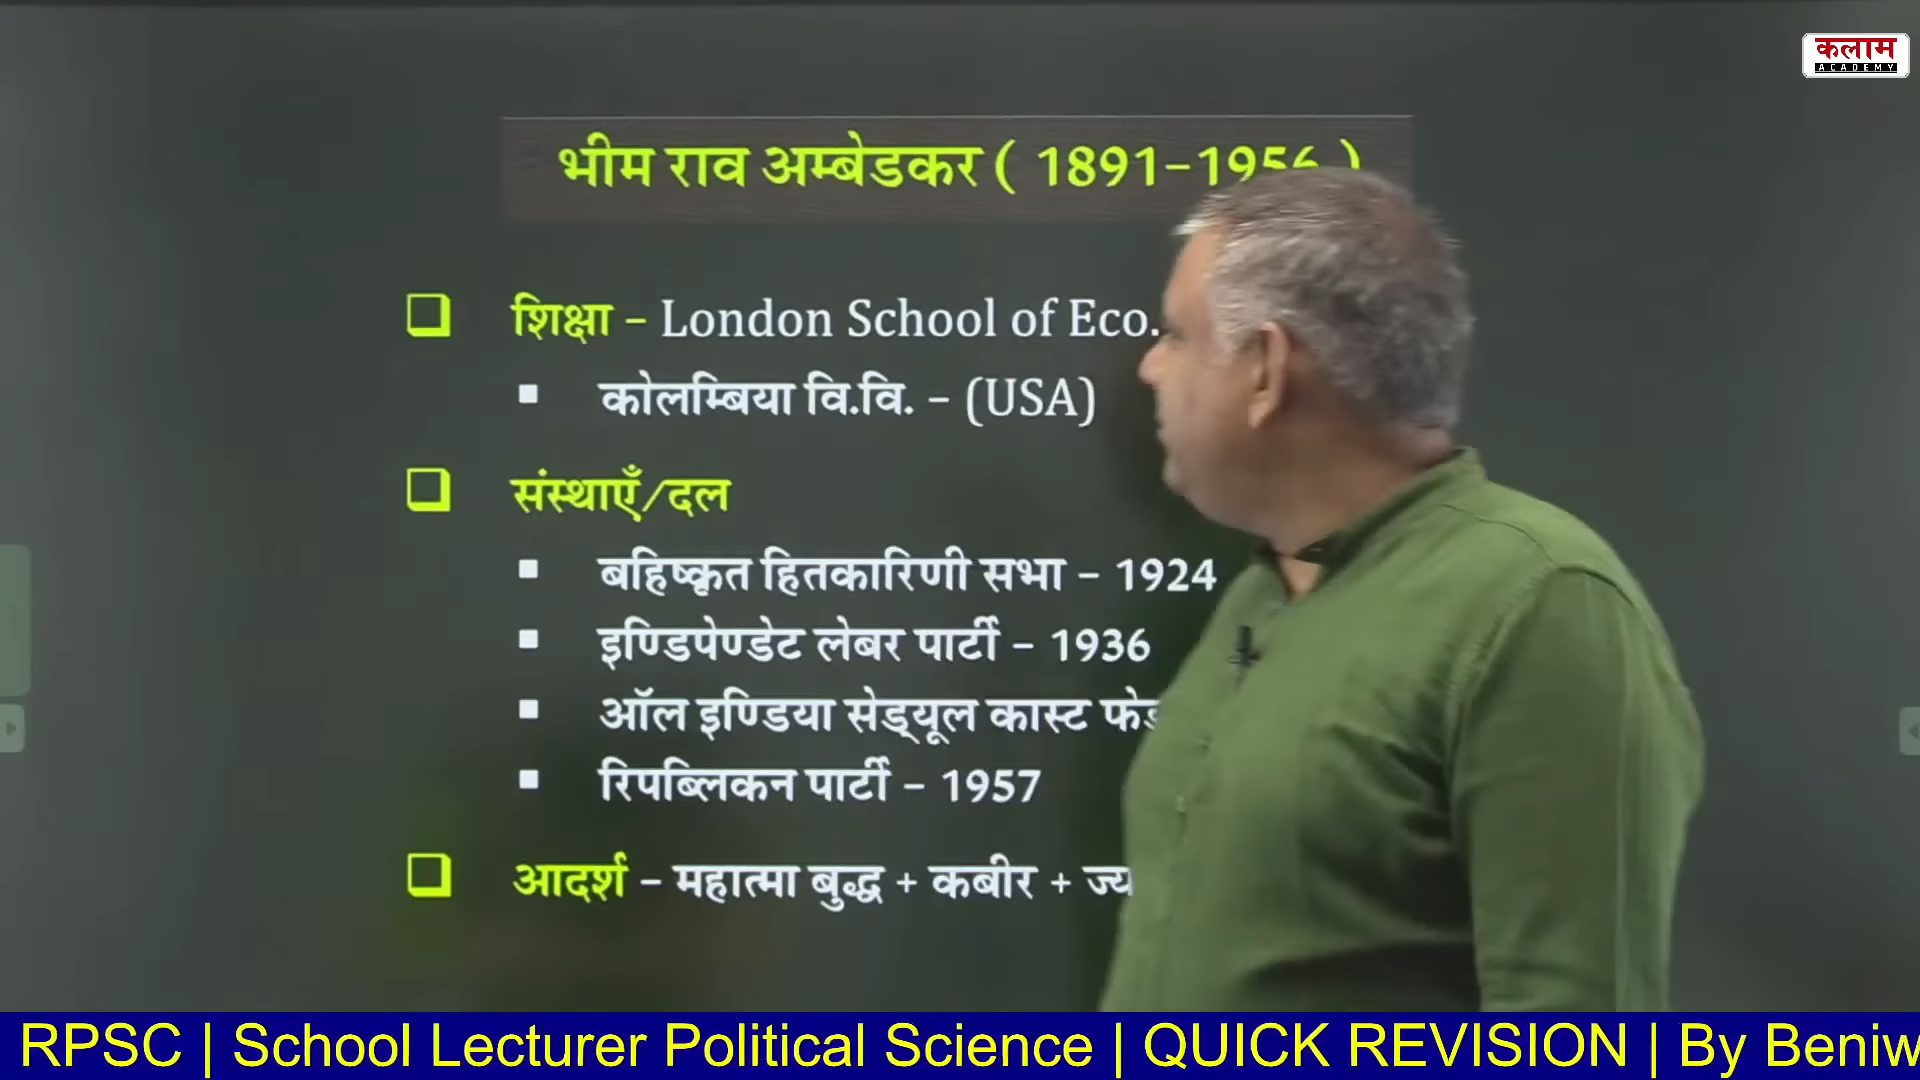 कलाम
ACADEMY
भीम राव अम्बेडकर ( 1891-1956 )
शिक्षा – London School of Eco.
कोलम्बिया वि.वि. – (USA)
संस्थाएँ/दल
बहिष्कृत हितकारिणी सभा – 1924
इण्डिपेण्डेट लेबर पार्टी – 1936
ऑल इण्डिया सेड्यूल कास्ट
रिपब्लिकन पार्टी – 1957
आदर्श – महात्मा बुद्ध + कबीर +
RPSC | School Lecturer Political Science | QUICK REVISION | By